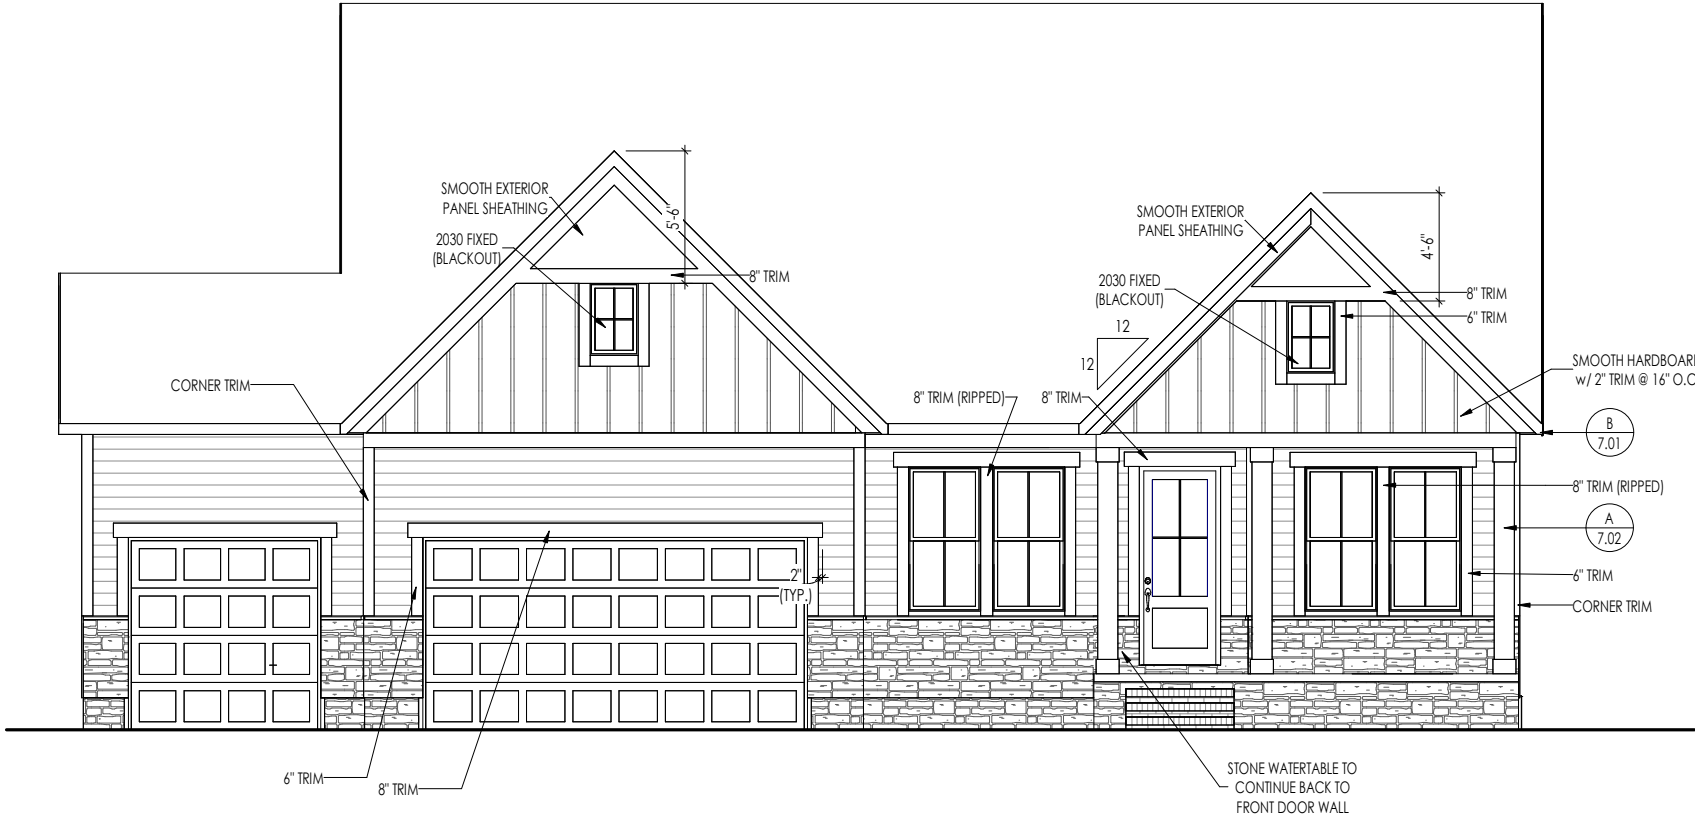 SMOOTH EXTERIOR
PANEL SHEATHING
2030 FIXED
(BLACKOUT)
5'-6"
8" TRIM
SMOOTH EXTERIOR
PANEL SHEATHING
2030 FIXED
(BLACKOUT)
4'-6"
8" TRIM
6" TRIM
12
12
SMOOTH HARDBOARD
w/ 2" TRIM @ 16" O.C
CORNER TRIM
8" TRIM (RIPPED)
8" TRIM
B
7.01
8" TRIM (RIPPED)
A
7.02
2"
(TYP.)
6" TRIM
CORNER TRIM
6" TRIM
8" TRIM
STONE WATERTABLE TO
CONTINUE BACK TO
FRONT DOOR WALL